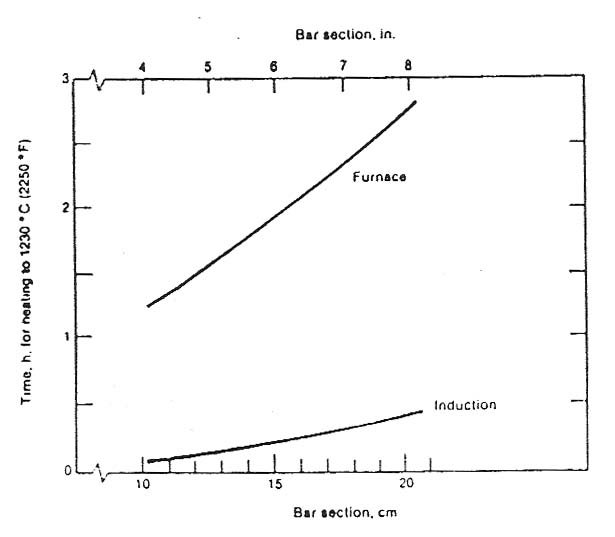 Bar section, in.
4 5 6 7 8
3
2
1
0
Time, h, for heating to 1230 °C (2250 °F)
Furnace
Induction
10 15 20
Bar section, cm